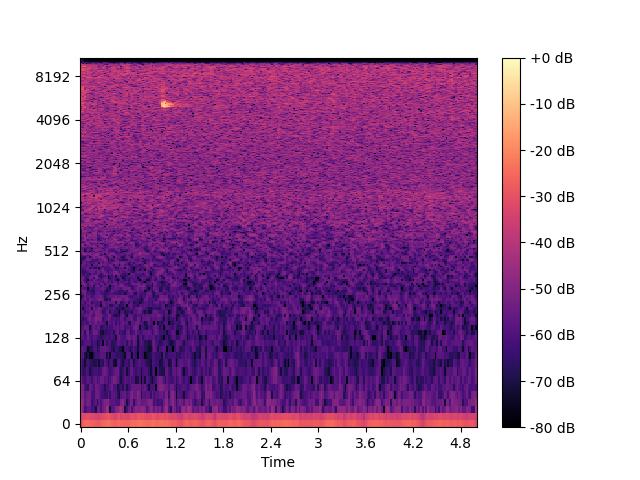 8192
4096
2048
1024
512
256
128
64
0
Hz
0 0.6 1.2 1.8 2.4 3 3.6 4.2 4.8
Time
+0 dB
-10 dB
-20 dB
-30 dB
-40 dB
-50 dB
-60 dB
-70 dB
-80 dB